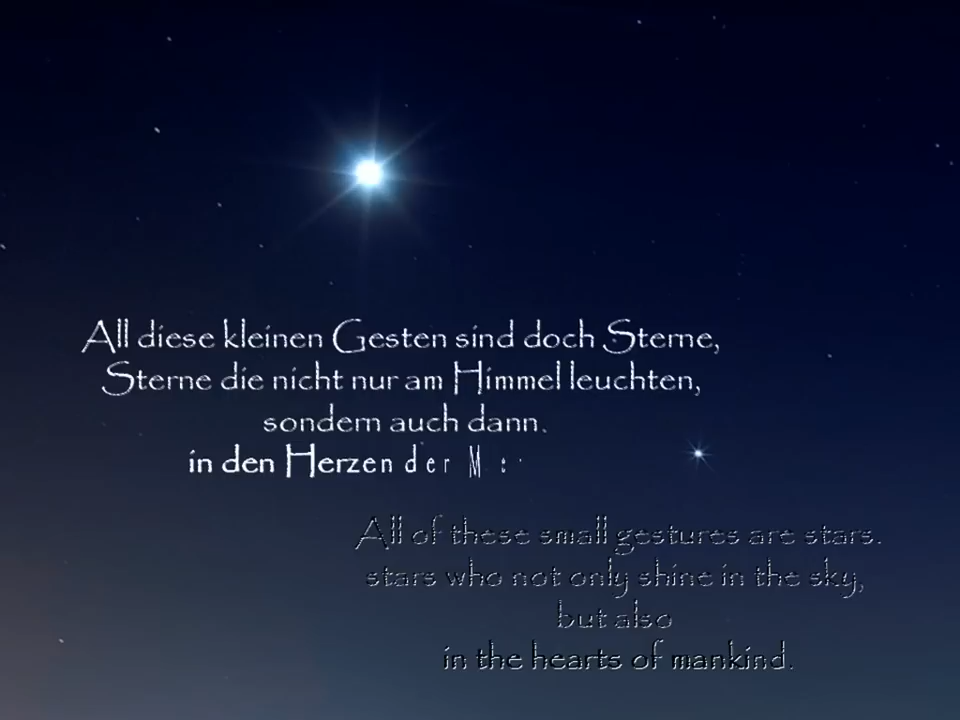 All diese kleinen Gesten sind doch Sterne,
Sterne die nicht nur am Himmel leuchten,
sondern auch dann.
in den Herzen der
All of these small gestures are stars.
stars who not only shine in the sky,
but also
in the hearts of mankind.